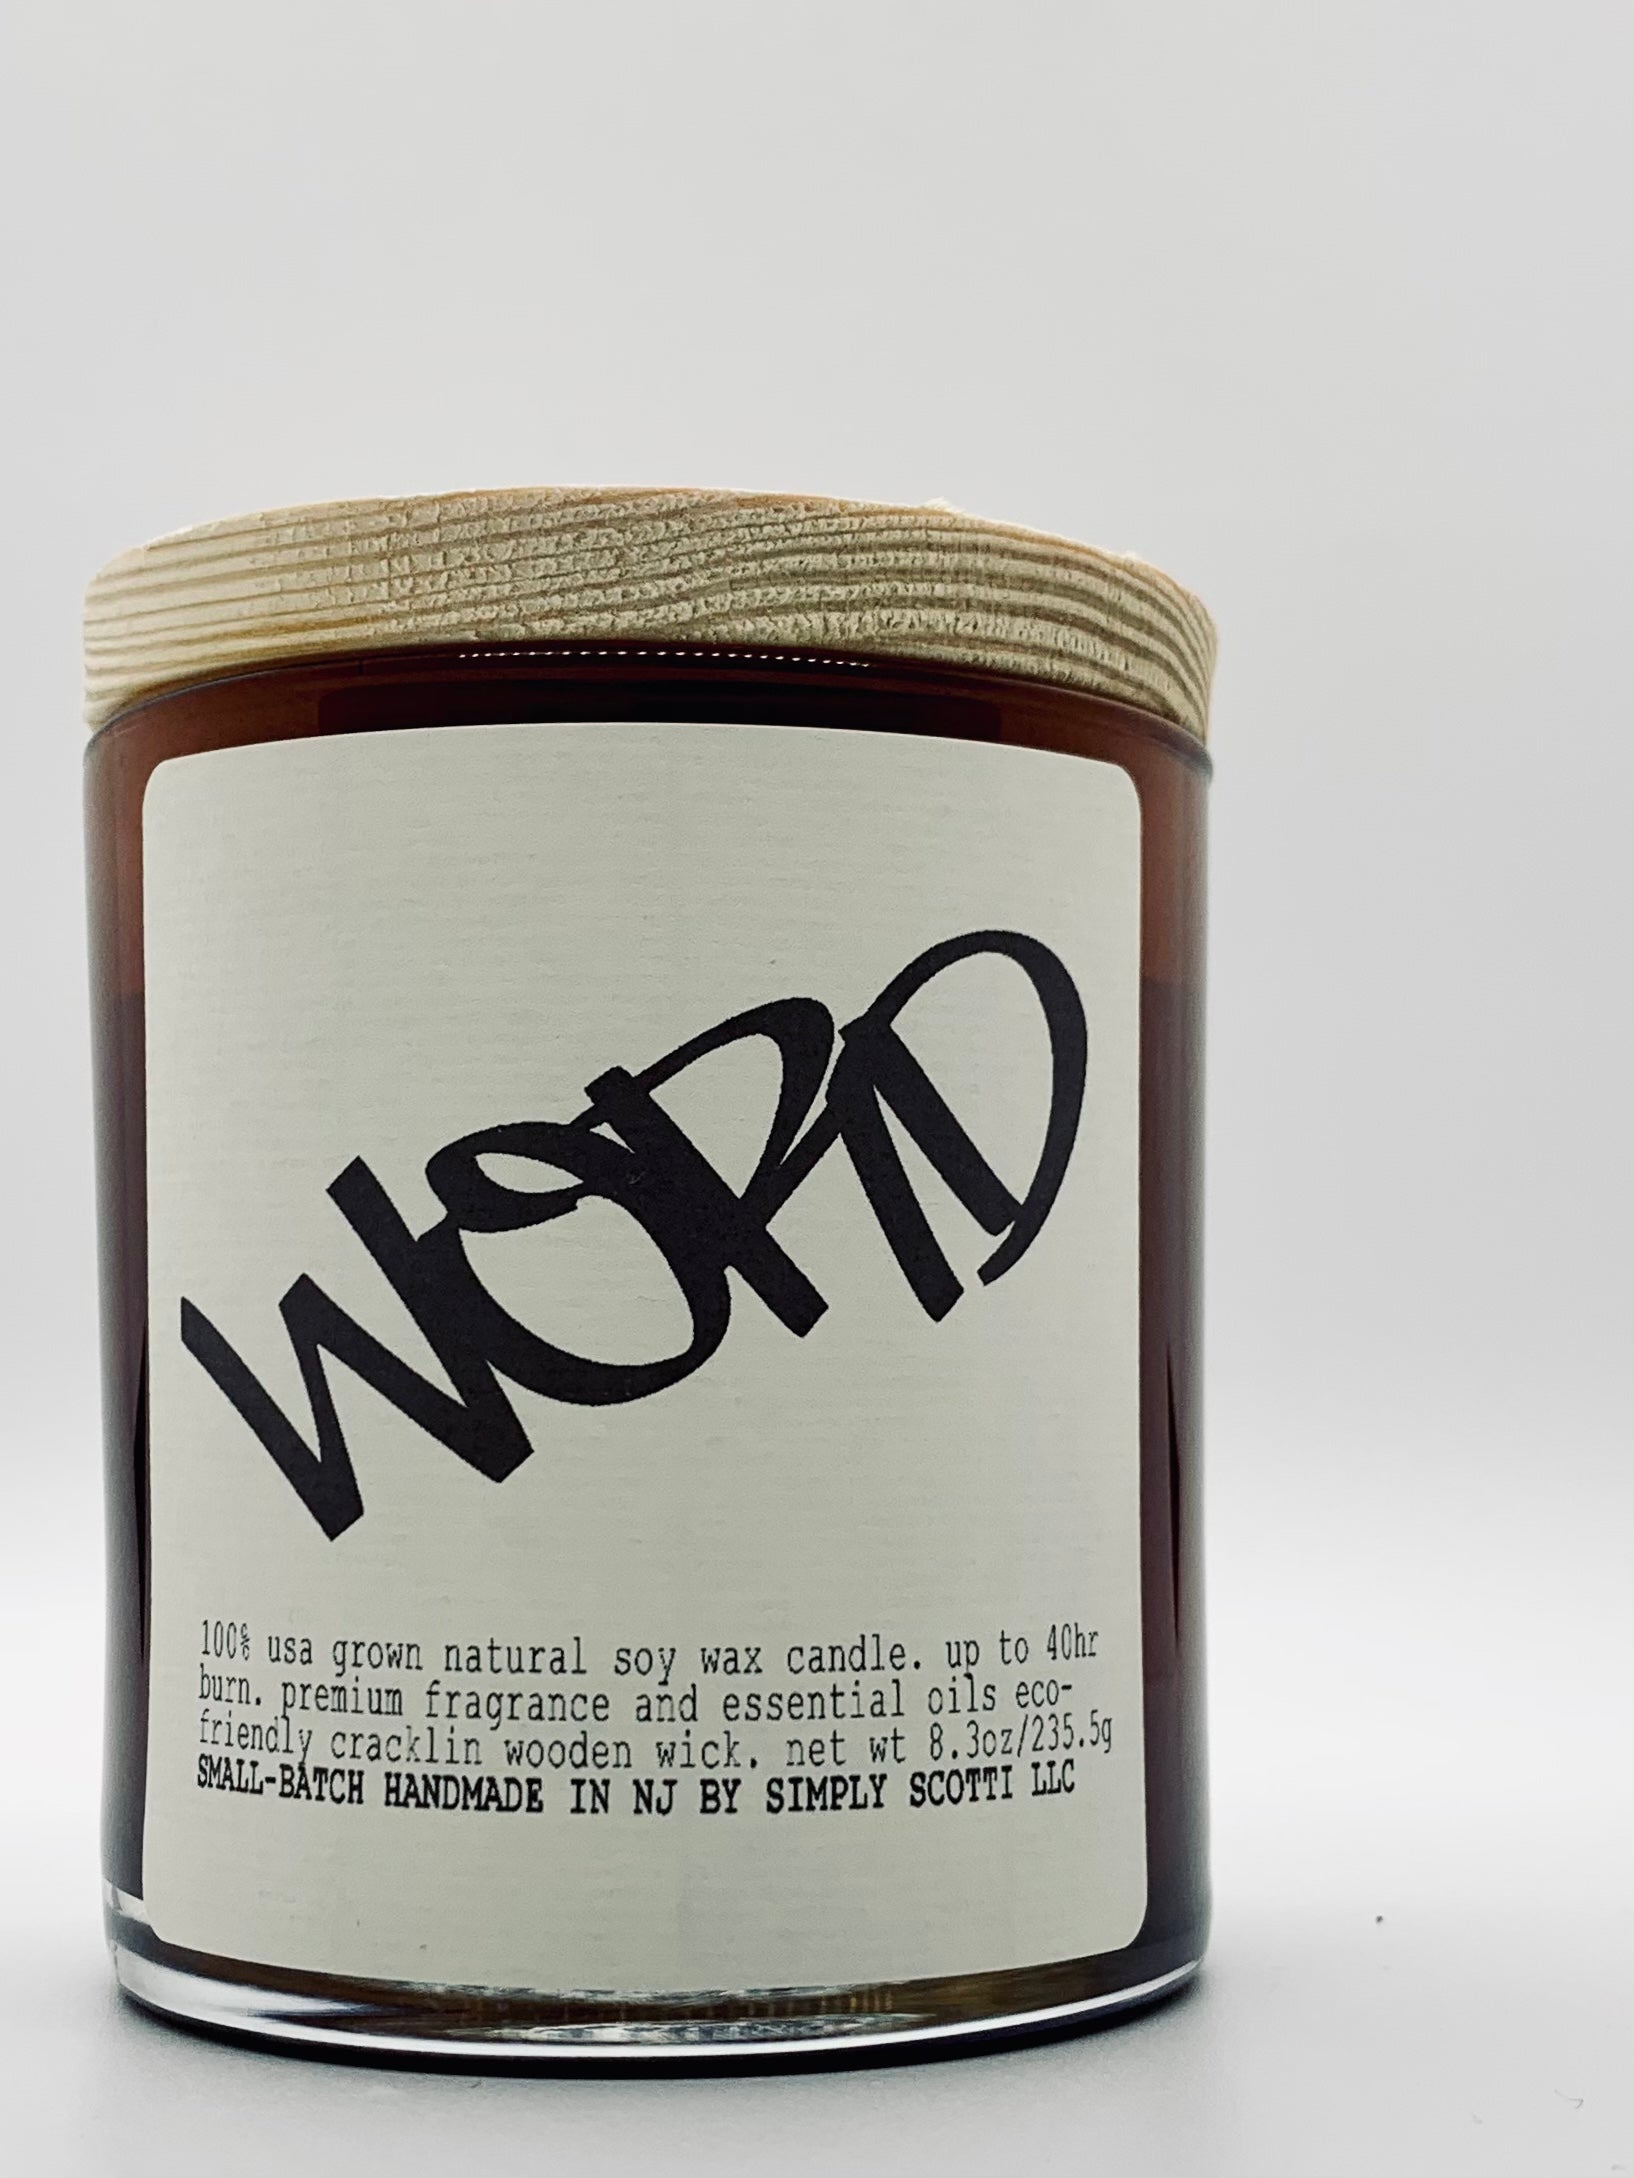 WORD
100% usa grown natural soy wax candle. up to 40hr
burn. premium fragrance and essential oils eco-
friendly cracklin wooden wick. net wt 8.3oz/235.5g
SMALL-BATCH HANDMADE IN NJ BY SIMPLY SCOTTI LLC